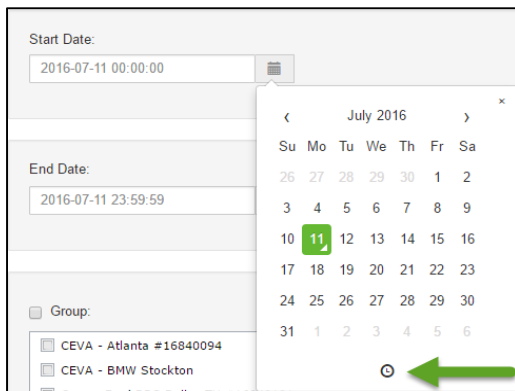 Start Date:
2016-07-11 00:00:00
×
‹ July 2016 ›
Su Mo Tu We Th Fr Sa
26 27 28 29 30 1 2
3 4 5 6 7 8 9
10 11 12 13 14 15 16
17 18 19 20 21 22 23
24 25 26 27 28 29 30
31 1 2 3 4 5 6
End Date:
2016-07-11 23:59:59
Group:
CEVA - Atlanta #16840094
CEVA - BMW Stockton